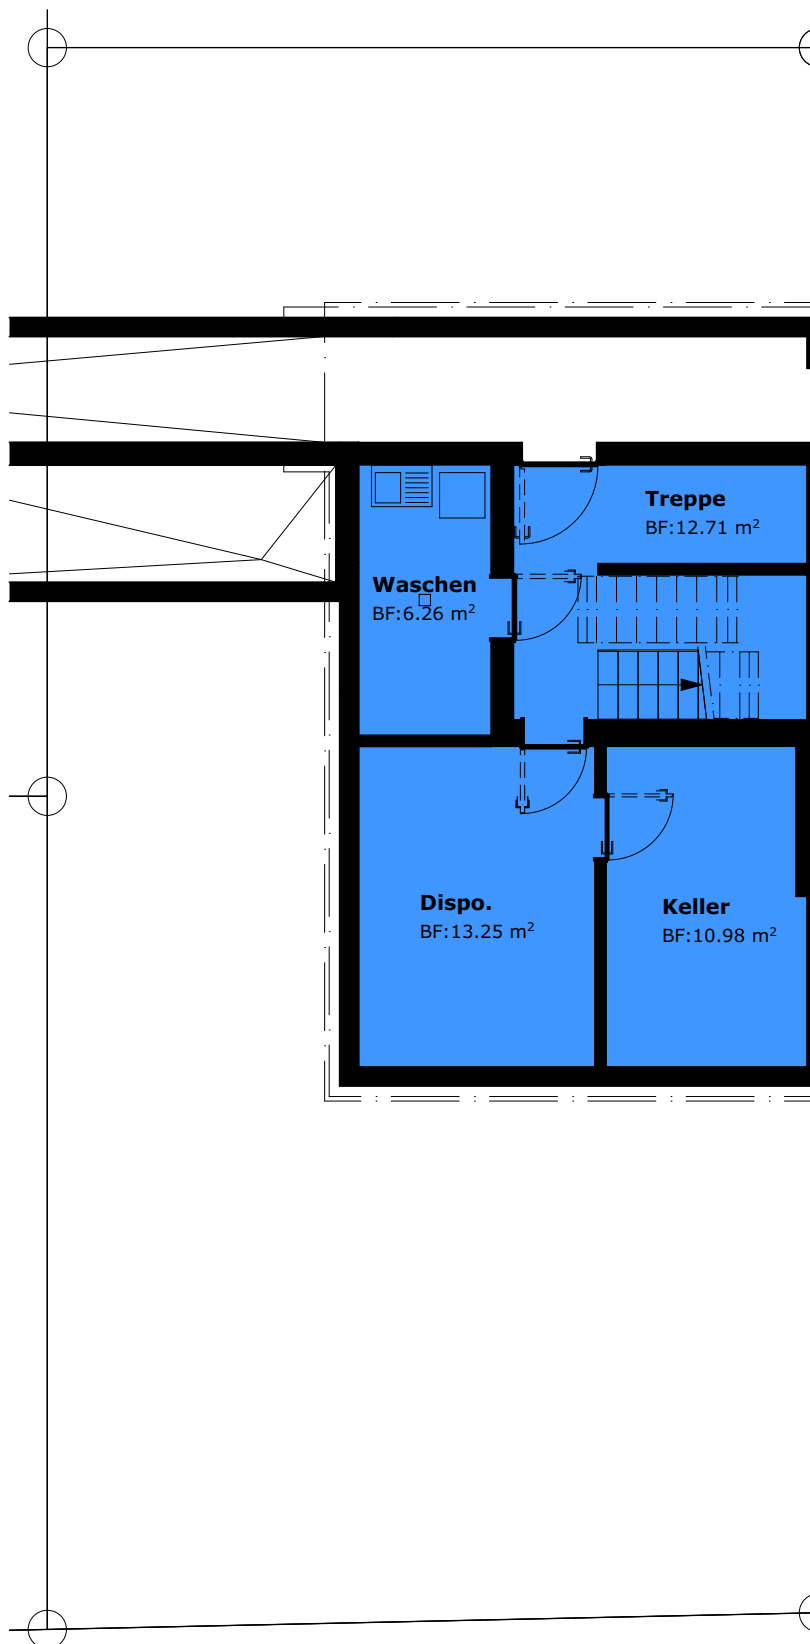 Treppe
BF:12.71 m²
Waschen
BF:6.26 m²
Dispo.
BF:13.25 m²
Keller
BF:10.98 m²